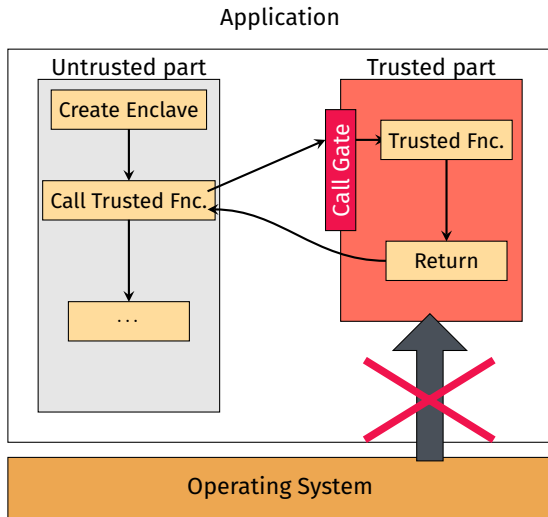 Application
Untrusted part
Trusted part
Create Enclave
Call Gate
Trusted Fnc.
Call Trusted Fnc.
Return
...
Operating System